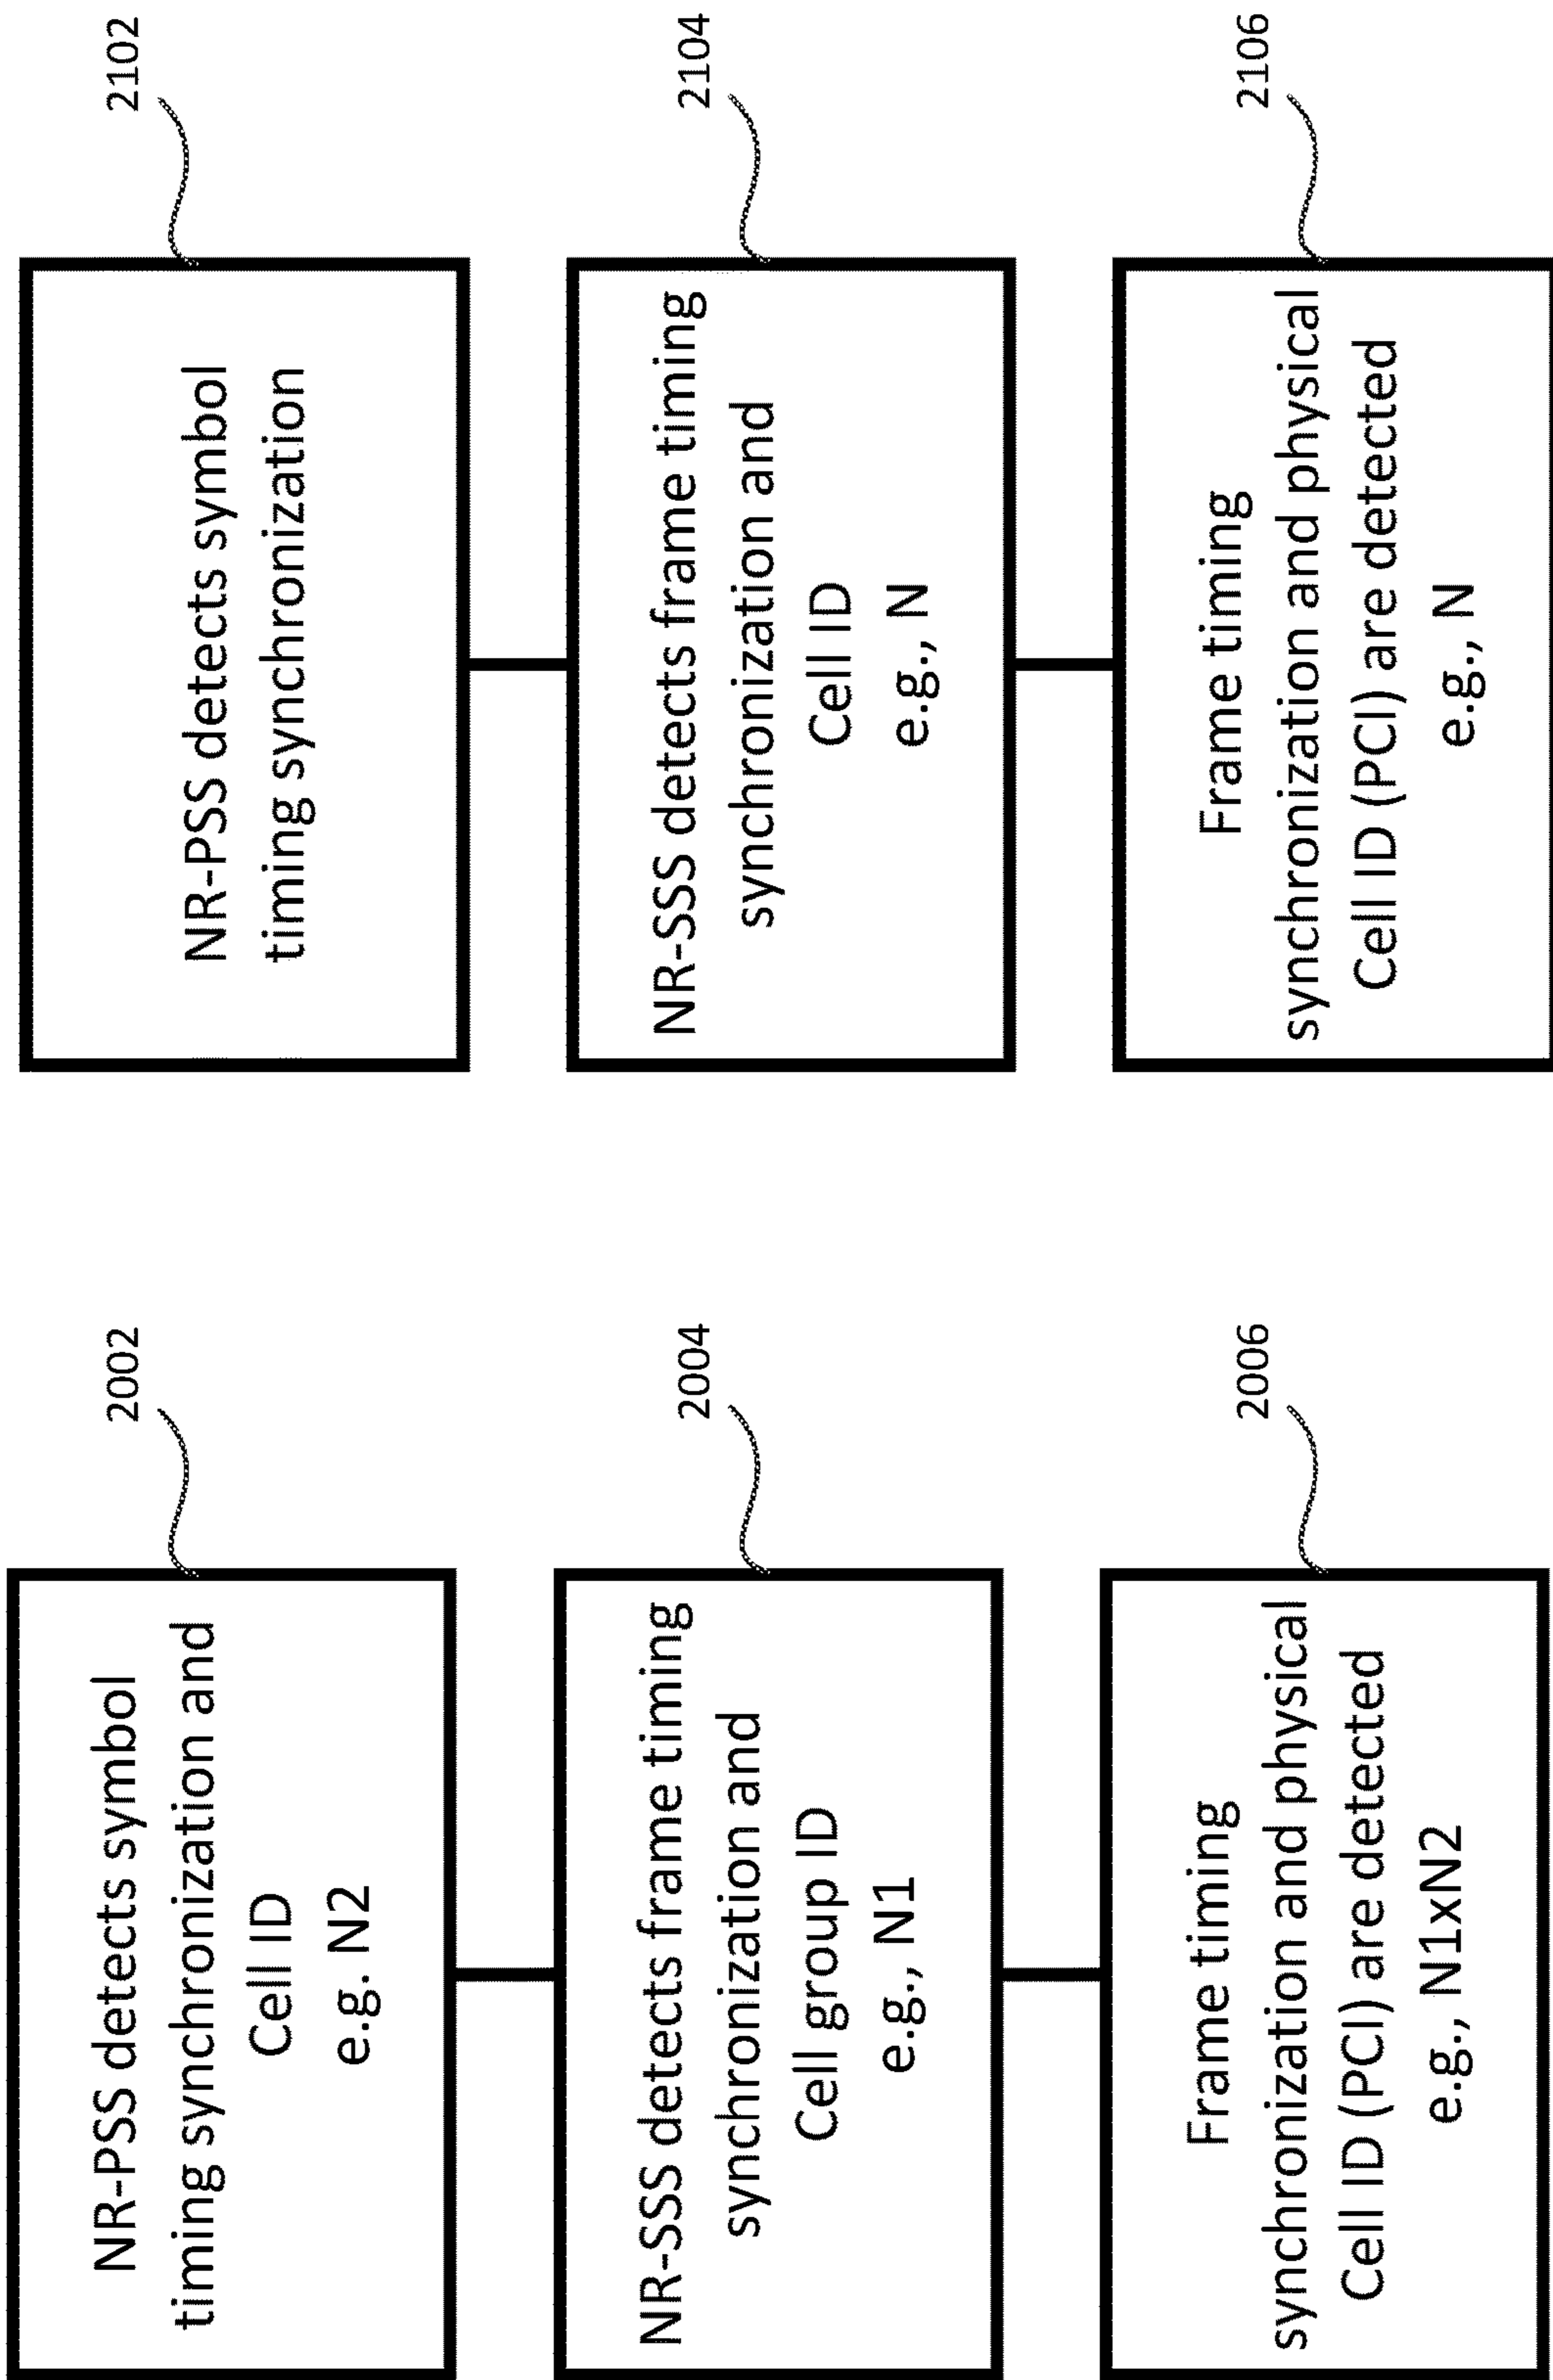 NR-PSS detects symbol
timing synchronization and
Cell ID
e.g. N2
2002
NR-SSS detects frame timing
synchronization and
Cell group ID
e.g., N1
2004
Frame timing
synchronization and physical
Cell ID (PCI) are detected
e.g., N1xN2
2006
NR-PSS detects symbol
timing synchronization
2102
NR-SSS detects frame timing
synchronization and
Cell ID
e.g., N
2104
Frame timing
synchronization and physical
Cell ID (PCI) are detected
e.g., N
2106